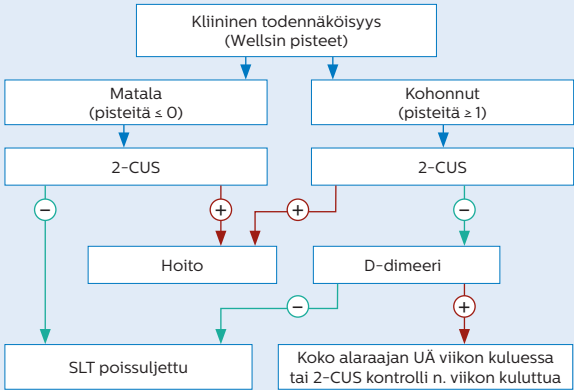 Kliininen todennäköisyys
(Wellsin pisteet)
Matala
(pisteitä ≤ 0)
Kohonnut
(pisteitä ≥ 1)
2-CUS
2-CUS
−
+
+
−
Hoito
D-dimeeri
−
+
SLT poissuljettu
Koko alaraajan UÄ viikon kuluessa
tai 2-CUS kontrolli n. viikon kuluttua